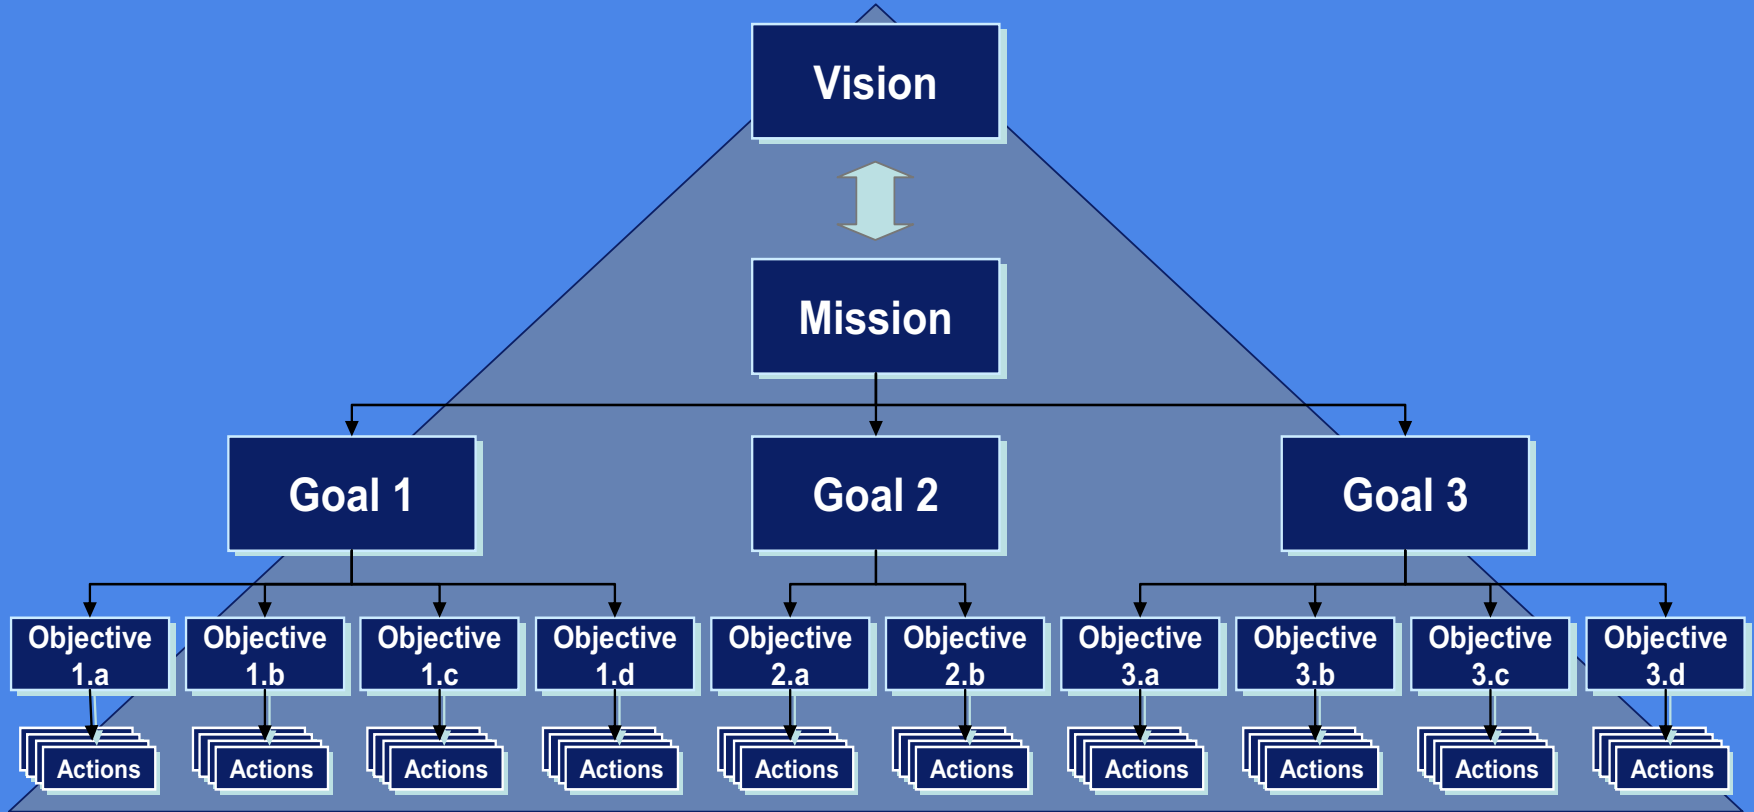 Vision
Mission
Goal 1
Goal 2
Goal 3
Objective
1.a
Objective
1.b
Objective
1.c
Objective
1.d
Objective
2.a
Objective
2.b
Objective
3.a
Objective
3.b
Objective
3.c
Objective
3.d
Actions
Actions
Actions
Actions
Actions
Actions
Actions
Actions
Actions
Actions